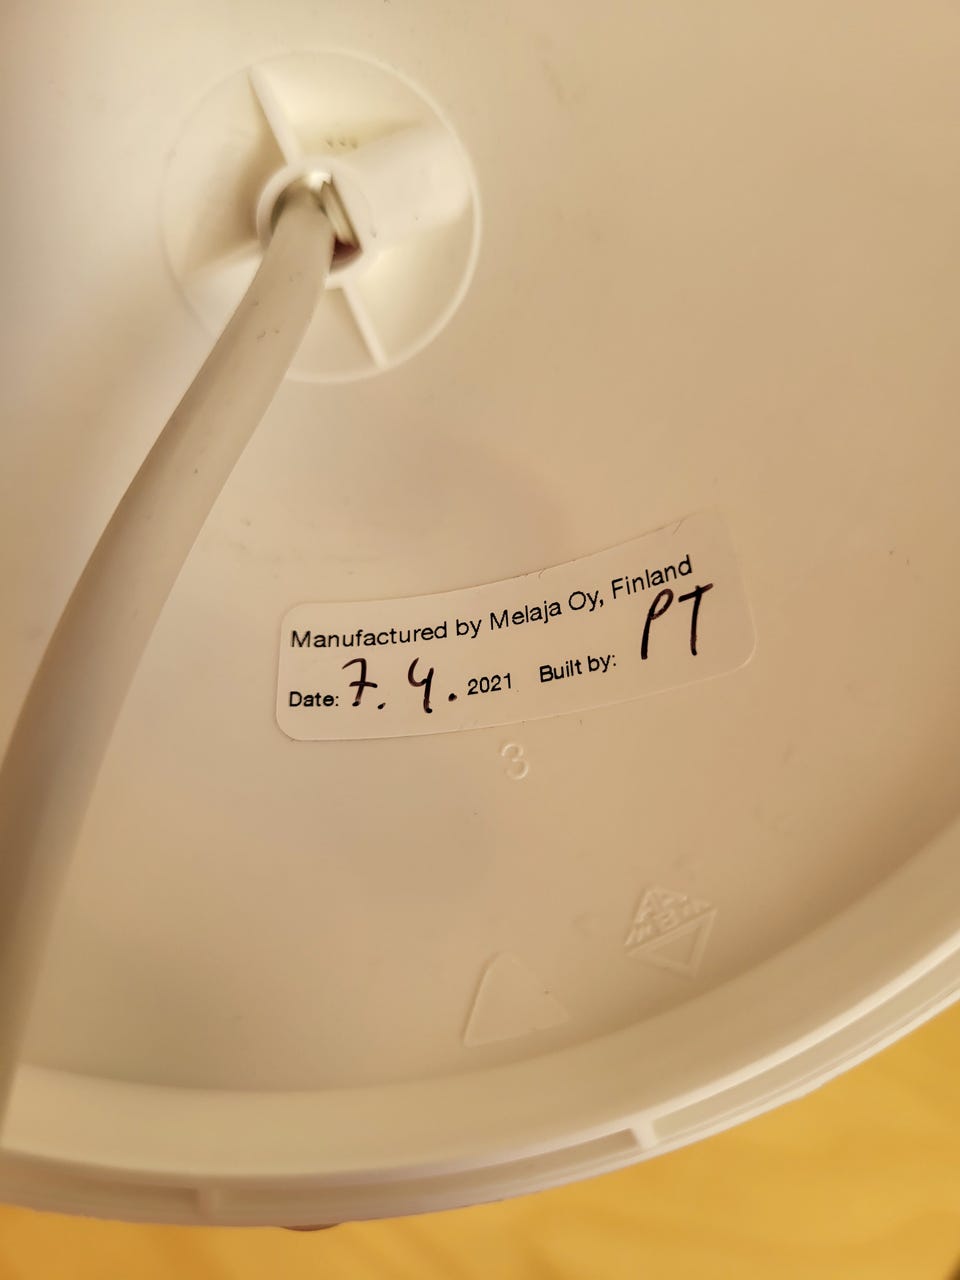 Manufactured by Melaja Oy, Finland
Date: 7. 4. 2021 Built by: PT
3